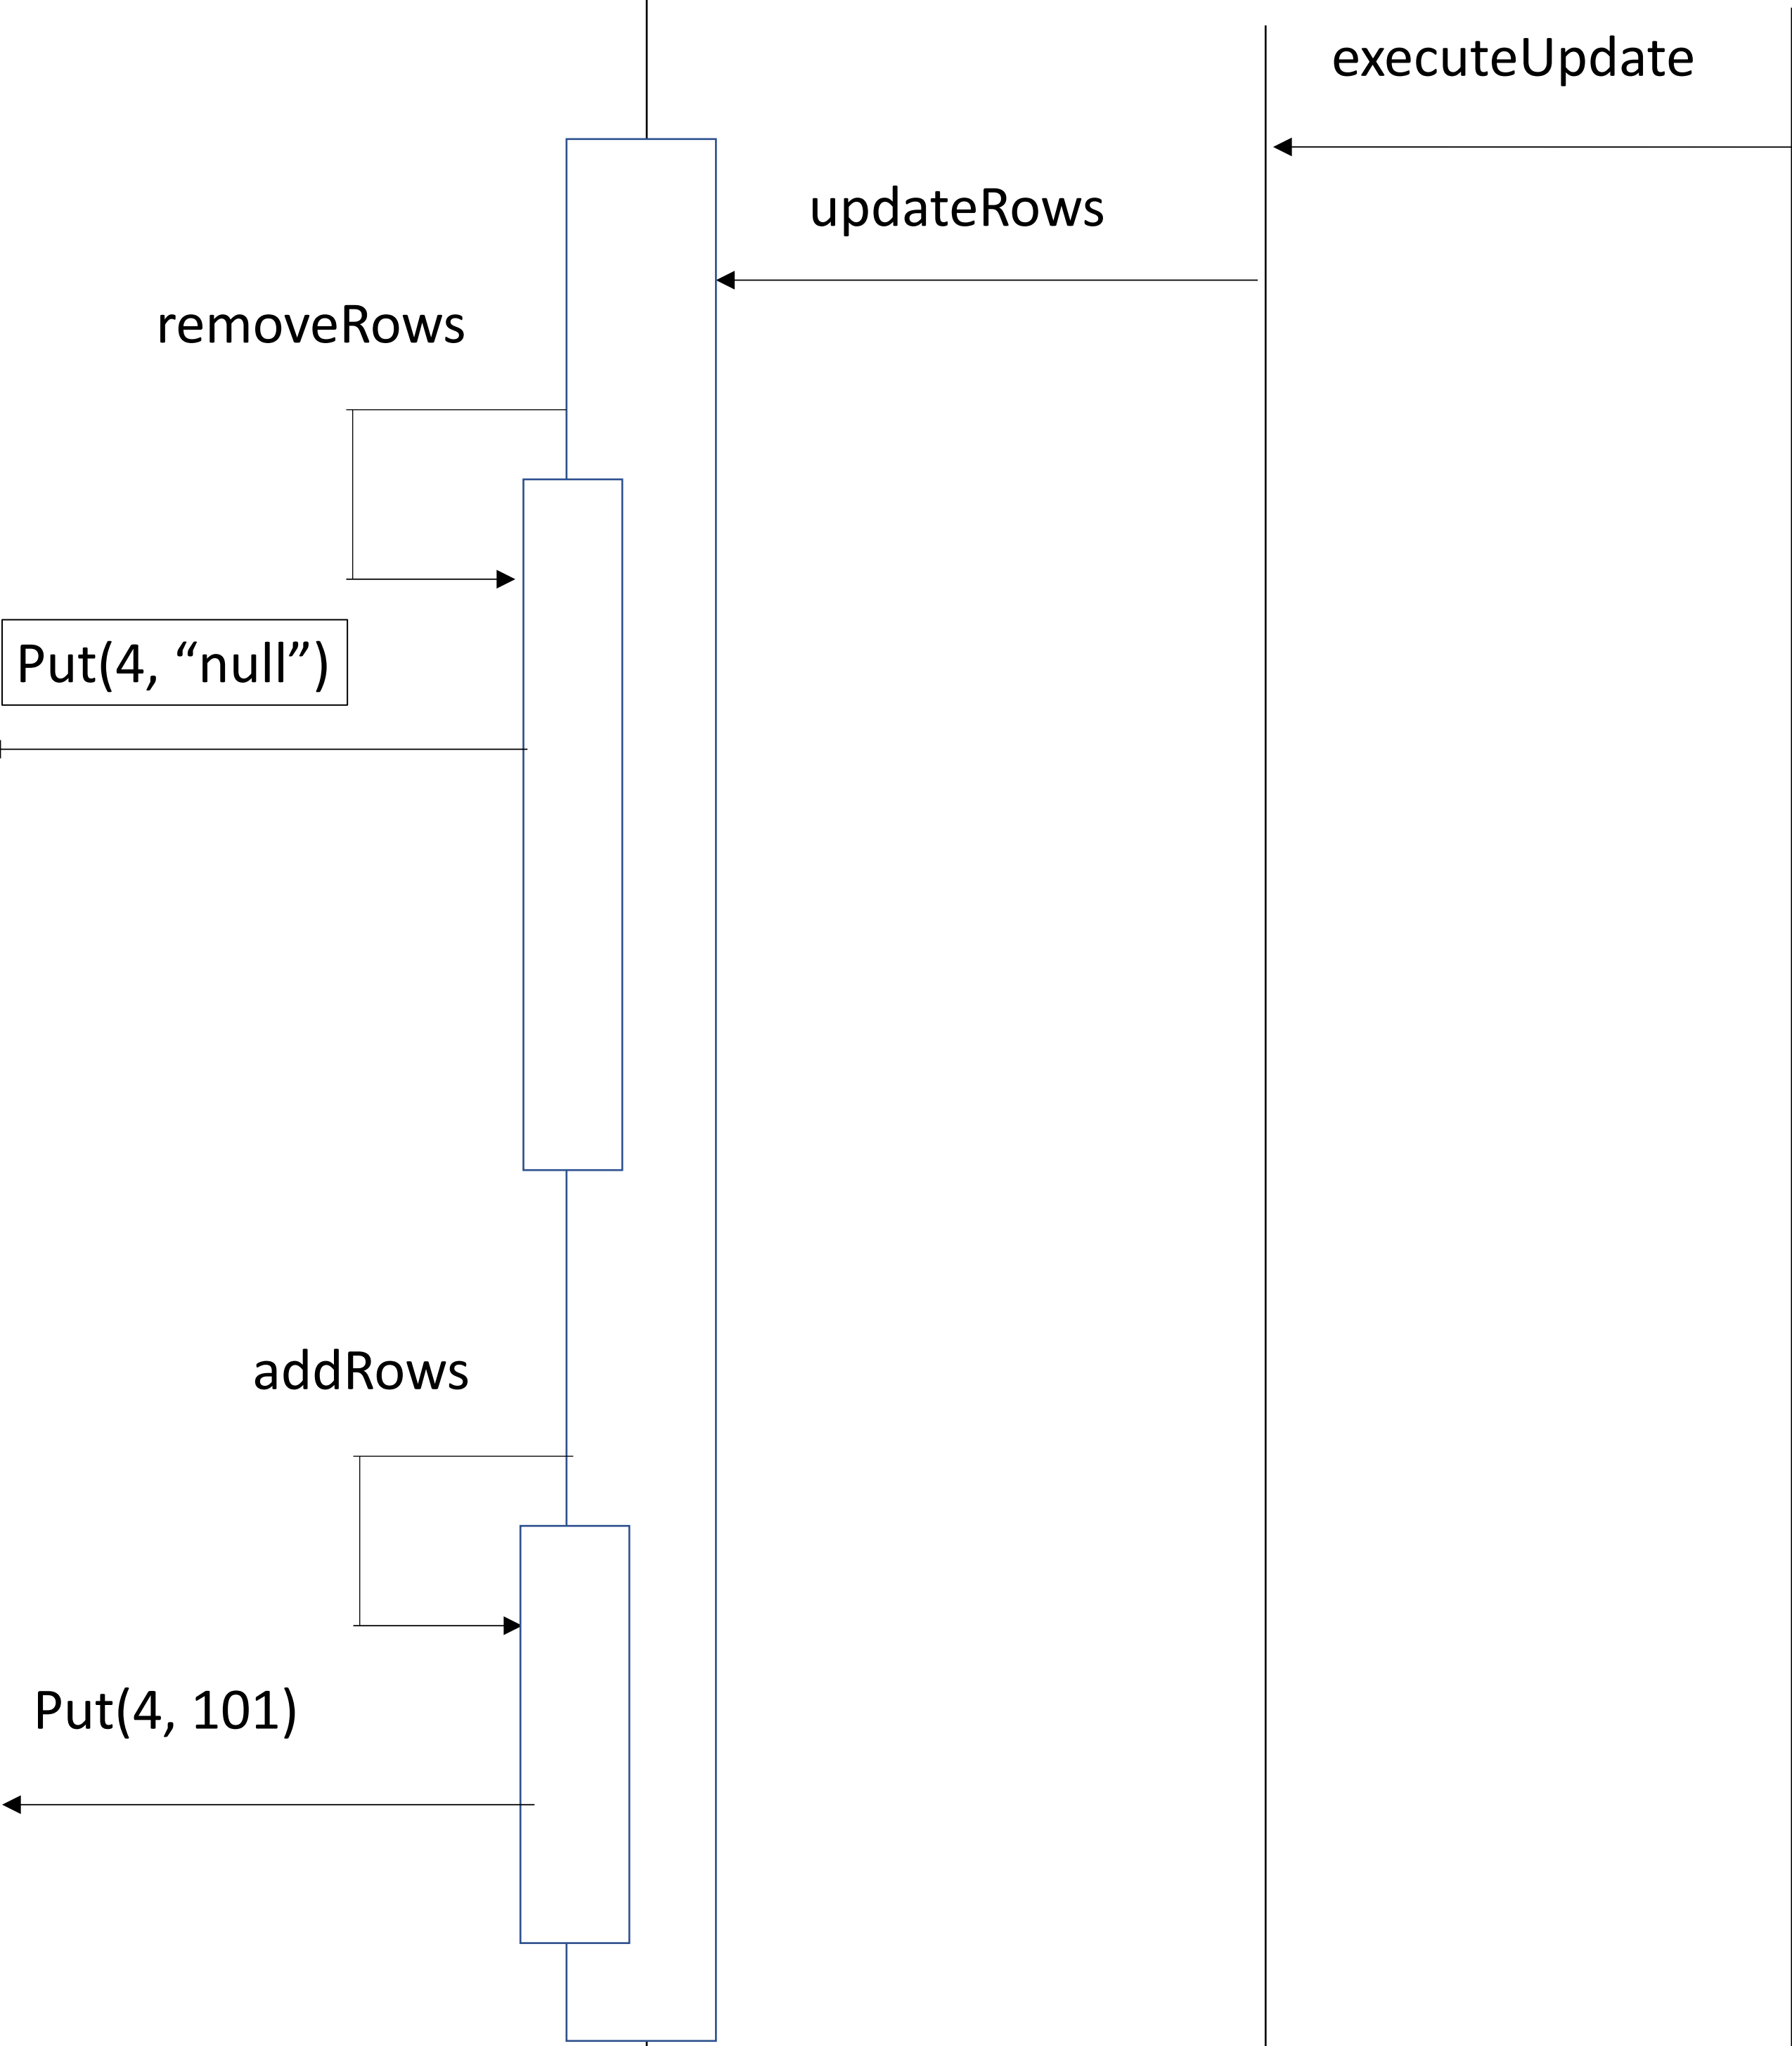 executeUpdate
updateRows
removeRows
Put(4, “null”)
addRows
Put(4, 101)